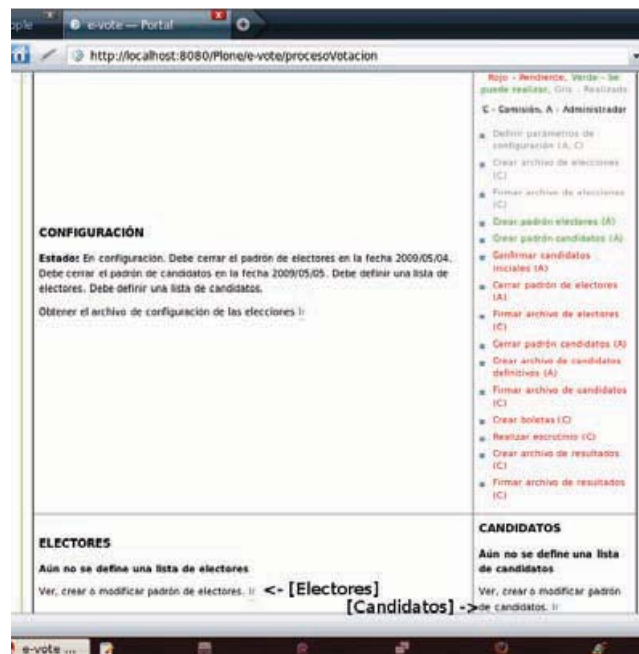 ople
e-vote — Portal
http://localhost:8080/Plone/e-vote/procesoVotacion
Rojo - Pendiente, Verde - Se
puede realizar, Gris - Realizado
C - Comisión, A - Administrador
Definir parámetros de
configuración (A, C)
Crear archivo de elecciones
(C)
Firmar archivo de elecciones
(C)
Crear padrón electores (A)
Crear padrón candidatos (A)
Confirmar candidatos
iniciales (A)
Cerrar padrón de electores
(A)
Firmar archivo de electores
(C)
Cerrar padrón candidatos (A)
Crear archivo de candidatos
definitivos (A)
Firmar archivo de candidatos
(C)
Crear boletas (C)
Realizar escrutinio (C)
Crear archivo de resultados
(C)
Firmar archivo de resultados
(C)
CONFIGURACIÓN
Estado: En configuración. Debe cerrar el padrón de electores en la fecha 2009/05/04.
Debe cerrar el padrón de candidatos en la fecha 2009/05/05. Debe definir una lista de
electores. Debe definir una lista de candidatos.
Obtener el archivo de configuración de las elecciones Ir
ELECTORES
Aún no se define una lista de electores
Ver, crear o modificar padrón de electores. Ir <- [Electores]
[Candidatos] ->
CANDIDATOS
Aún no se define una lista
de candidatos
Ver, crear o modificar padrón
de candidatos. Ir
e-vote ...